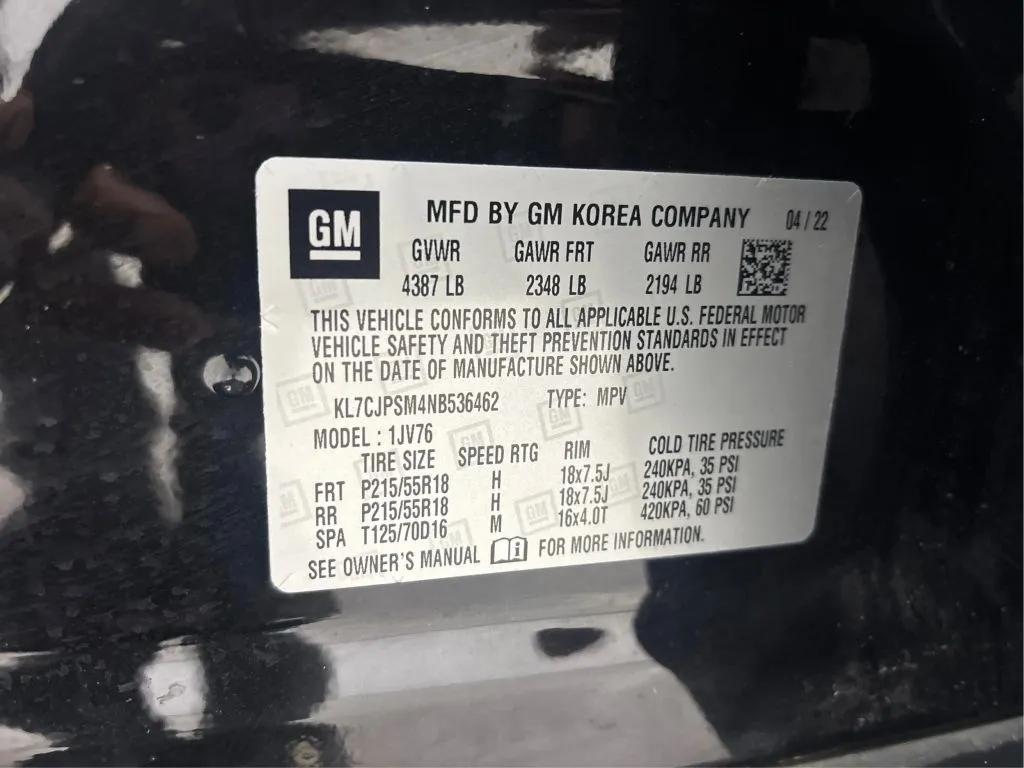 GM
MFD BY GM KOREA COMPANY 04 / 22
GVWR GAWR FRT GAWR RR
4387 LB 2348 LB 2194 LB
THIS VEHICLE CONFORMS TO ALL APPLICABLE U.S. FEDERAL MOTOR
VEHICLE SAFETY AND THEFT PREVENTION STANDARDS IN EFFECT
ON THE DATE OF MANUFACTURE SHOWN ABOVE.
KL7CJPSM4NB536462 TYPE: MPV
MODEL : 1JV76
TIRE SIZE SPEED RTG RIM COLD TIRE PRESSURE
FRT P215/55R18 H 18x7.5J 240KPA, 35 PSI
RR P215/55R18 H 18x7.5J 240KPA, 35 PSI
SPA T125/70D16 M 16x4.0T 420KPA, 60 PSI
SEE OWNER'S MANUAL FOR MORE INFORMATION.